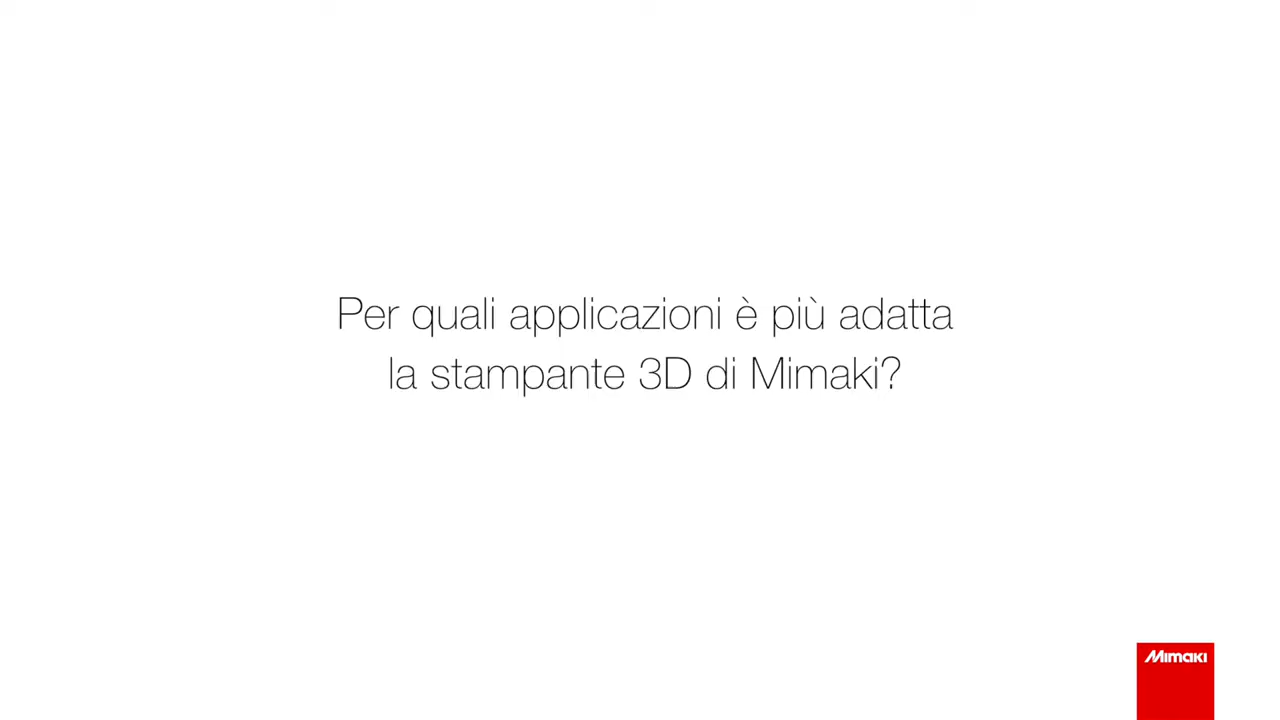 Per quali applicazioni è più adatta
la stampante 3D di Mimaki?
Mimaki